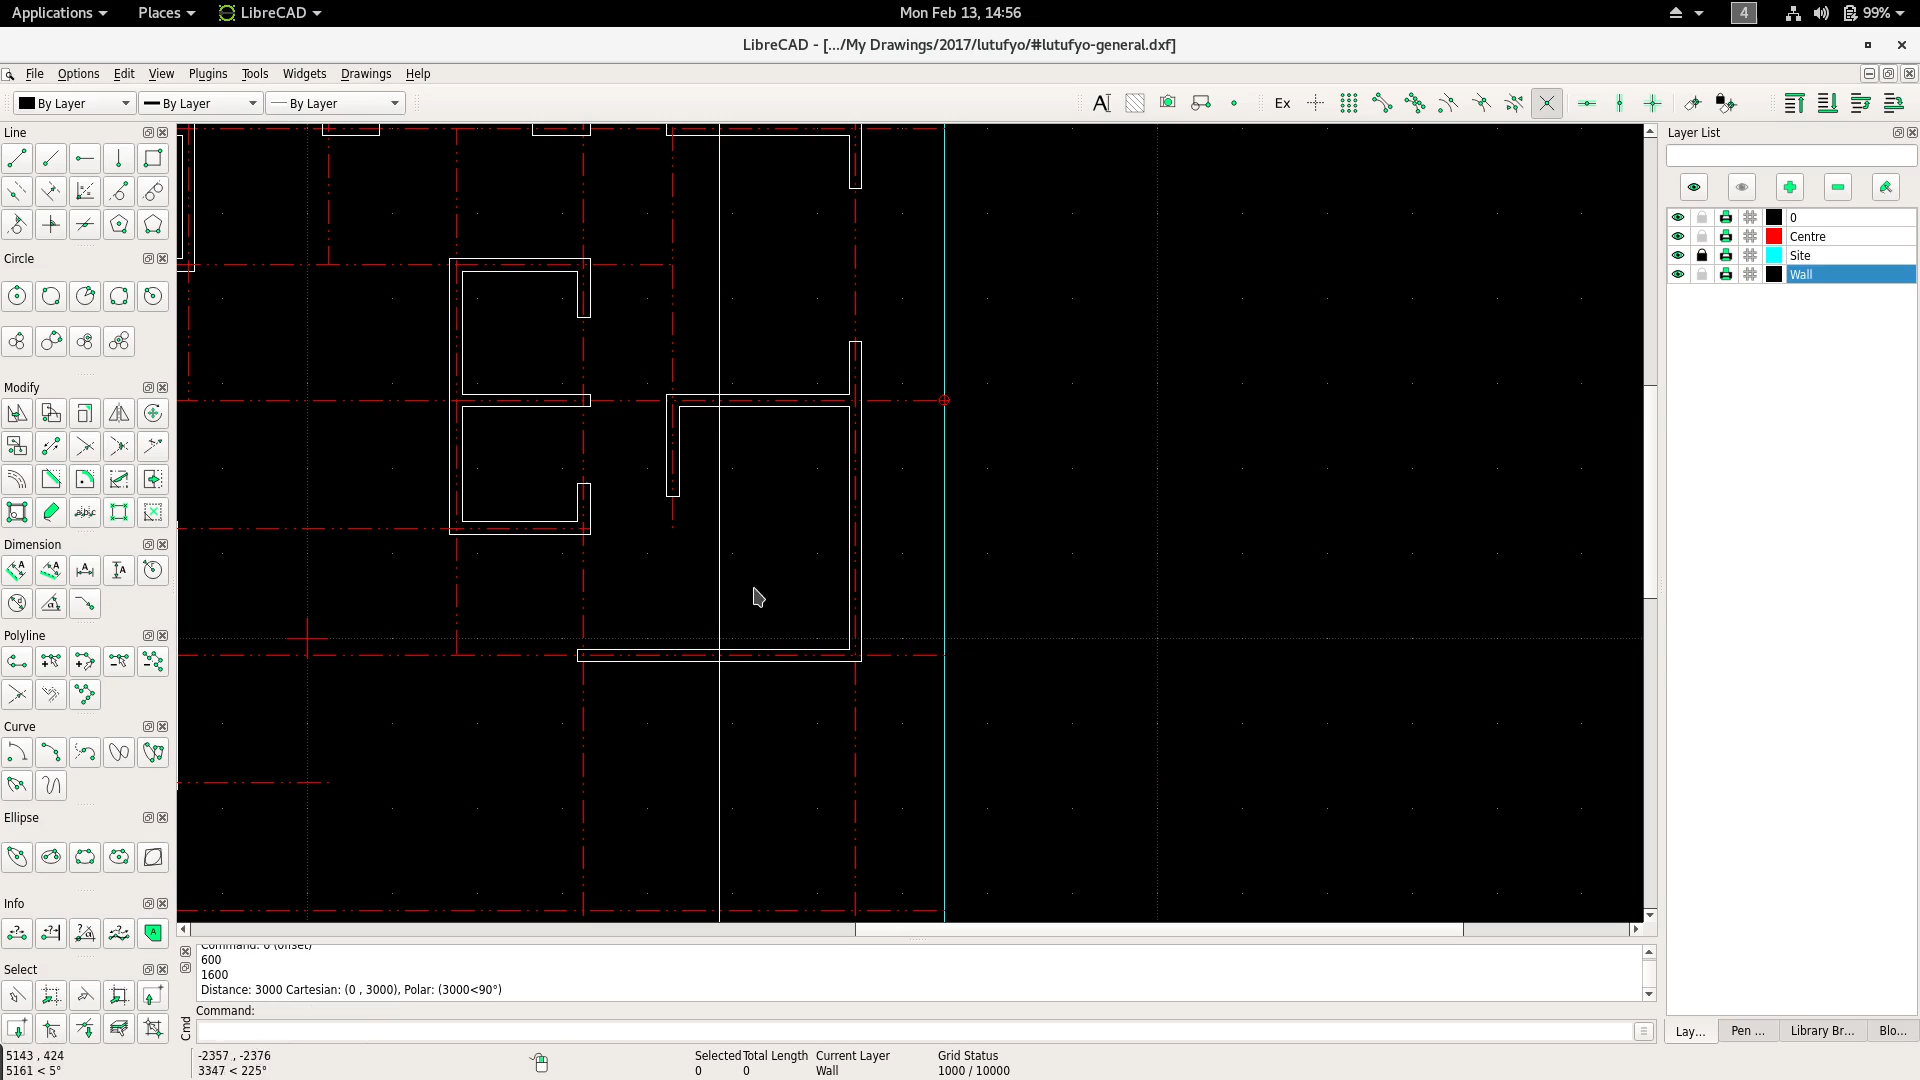 Applications Places LibreCAD Mon Feb 13, 14:56 4 99%
LibreCAD - [.../My Drawings/2017/lutufyo/#lutufyo-general.dxf]
File Options Edit View Plugins Tools Widgets Drawings Help
By Layer By Layer By Layer Ex
Line
Circle
Modify
Dimension
Polyline
Curve
Ellipse
Info
Select
Layer List
0
Centre
Site
Wall
Command: 0 (offset)
600
1600
Distance: 3000 Cartesian: (0 , 3000), Polar: (3000<90°)
Command:
Cmd
Lay... Pen ... Library Br... Blo...
5143 , 424 -2357 , -2376 Selected Total Length Current Layer Grid Status
5161 < 5° 3347 < 225° 0 0 Wall 1000 / 10000